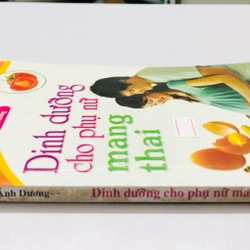 Dinh dưỡng
cho phụ nữ
mang
thai
Ánh Dương
Dinh dưỡng cho phụ nữ ma